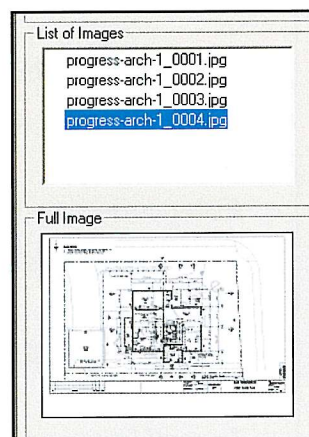 List of Images
progress-arch-1_0001.jpg
progress-arch-1_0002.jpg
progress-arch-1_0003.jpg
progress-arch-1_0004.jpg
Full Image